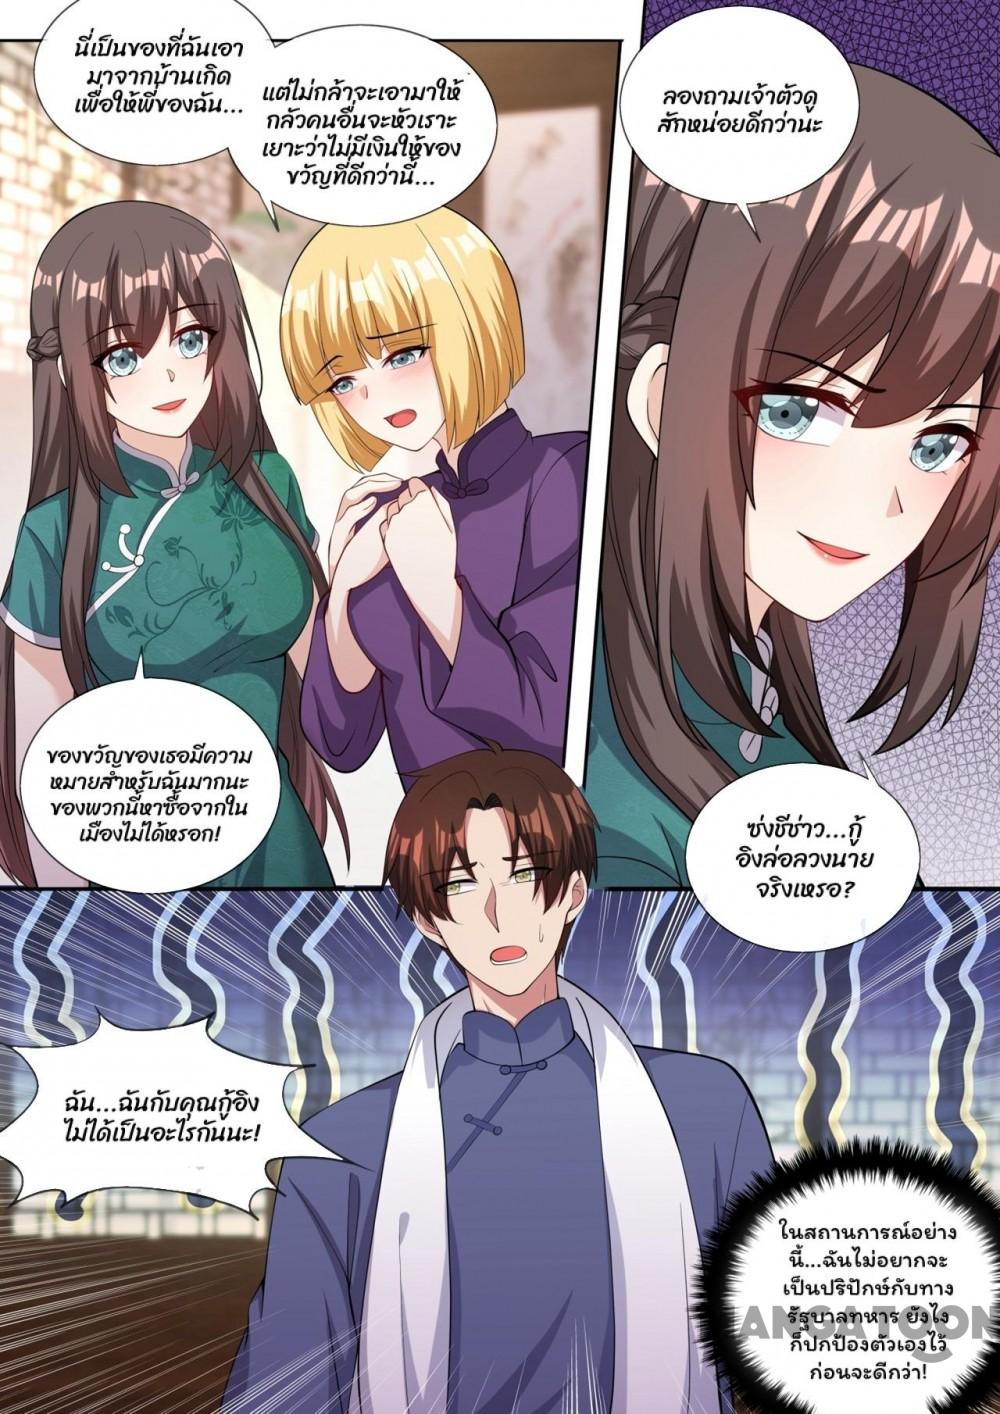 นี่เป็นของที่ฉันเอา
มาจากบ้านเกิด
เพื่อให้พี่ของฉัน...
แต่ไม่กล้าจะเอามาให้
กลัวคนอื่นจะหัวเราะ
เยาะว่าไม่มีเงินให้ของ
ขวัญที่ดีกว่านี้...
ลองถามเจ้าตัวดู
สักหน่อยดีกว่านะ
ของขวัญของเธอมีความ
หมายสำหรับฉันมากนะ
ของพวกนี้หาซื้อจากใน
เมืองไม่ได้หรอก!
ซ่งชีช่าว...กู้
อิงล่อลวงนาย
จริงเหรอ?
ฉัน...ฉันกับคุณกู้อิง
ไม่ได้เป็นอะไรกันนะ!
ในสถานการณ์อย่าง
นี้...ฉันไม่อยากจะ
เป็นปริปักษ์กับทาง
รัฐบาลทหาร ยังไง
ก็ปกป้องตัวเองไว้
ก่อนจะดีกว่า!
ANGATOON